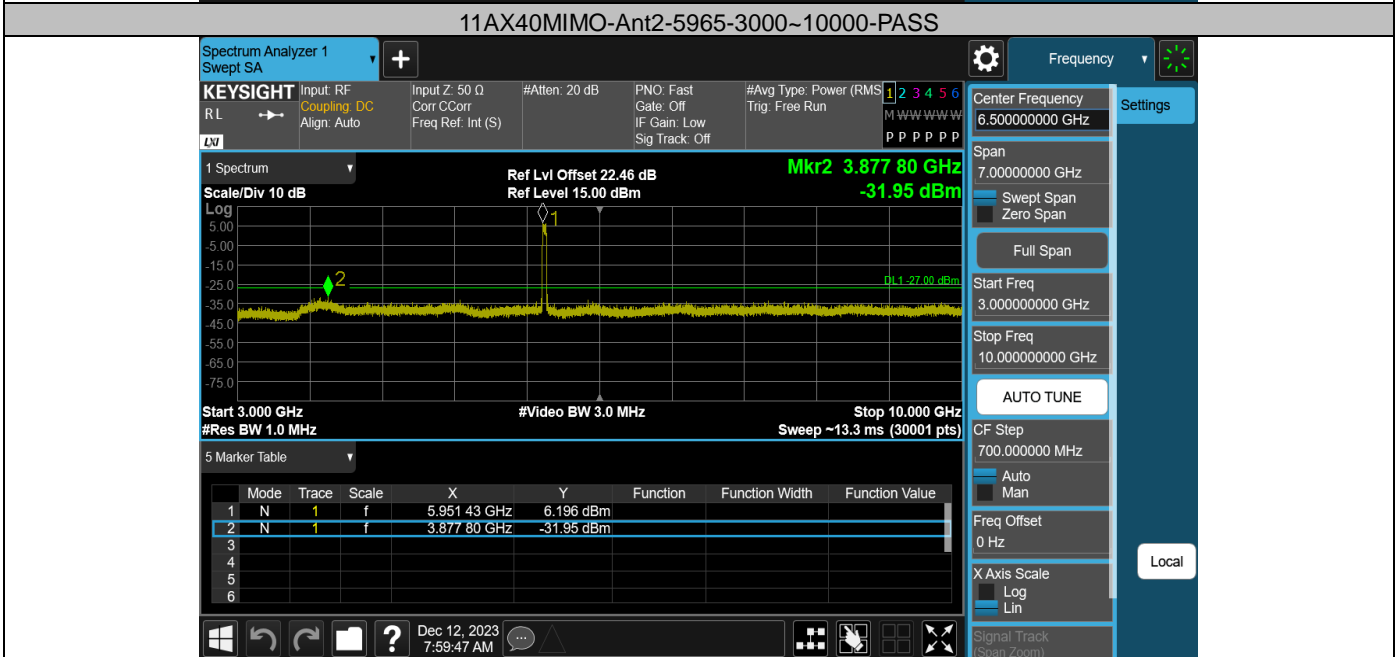 11AX40MIMO-Ant2-5965-3000~10000-PASS
Spectrum Analyzer 1
Swept SA
+
Frequency
KEYSIGHT
RL
LXI
Input: RF
Coupling: DC
Align: Auto
Input Z: 50 Ω
Corr CCorr
Freq Ref: Int (S)
#Atten: 20 dB
PNO: Fast
Gate: Off
IF Gain: Low
Sig Track: Off
#Avg Type: Power (RMS
Trig: Free Run
1 2 3 4 5 6
M W W W W W
P P P P P P
1 Spectrum
Scale/Div 10 dB
Ref Lvl Offset 22.46 dB
Ref Level 15.00 dBm
Mkr2 3.877 80 GHz
-31.95 dBm
Log
5.00
-5.00
-15.0
-25.0
-35.0
-45.0
-55.0
-65.0
-75.0
1
2
DL1 -27.00 dBm
Start 3.000 GHz
#Res BW 1.0 MHz
#Video BW 3.0 MHz
Stop 10.000 GHz
Sweep ~13.3 ms (30001 pts)
5 Marker Table
Mode Trace Scale X Y Function Function Width Function Value
1 N 1 f 5.951 43 GHz 6.196 dBm
2 N 1 f 3.877 80 GHz -31.95 dBm
3
4
5
6
?
Dec 12, 2023
7:59:47 AM
Center Frequency
6.500000000 GHz
Settings
Span
7.00000000 GHz
Swept Span
Zero Span
Full Span
Start Freq
3.000000000 GHz
Stop Freq
10.000000000 GHz
AUTO TUNE
CF Step
700.000000 MHz
Auto
Man
Freq Offset
0 Hz
Local
X Axis Scale
Log
Lin
Signal Track
(Span Zoom)